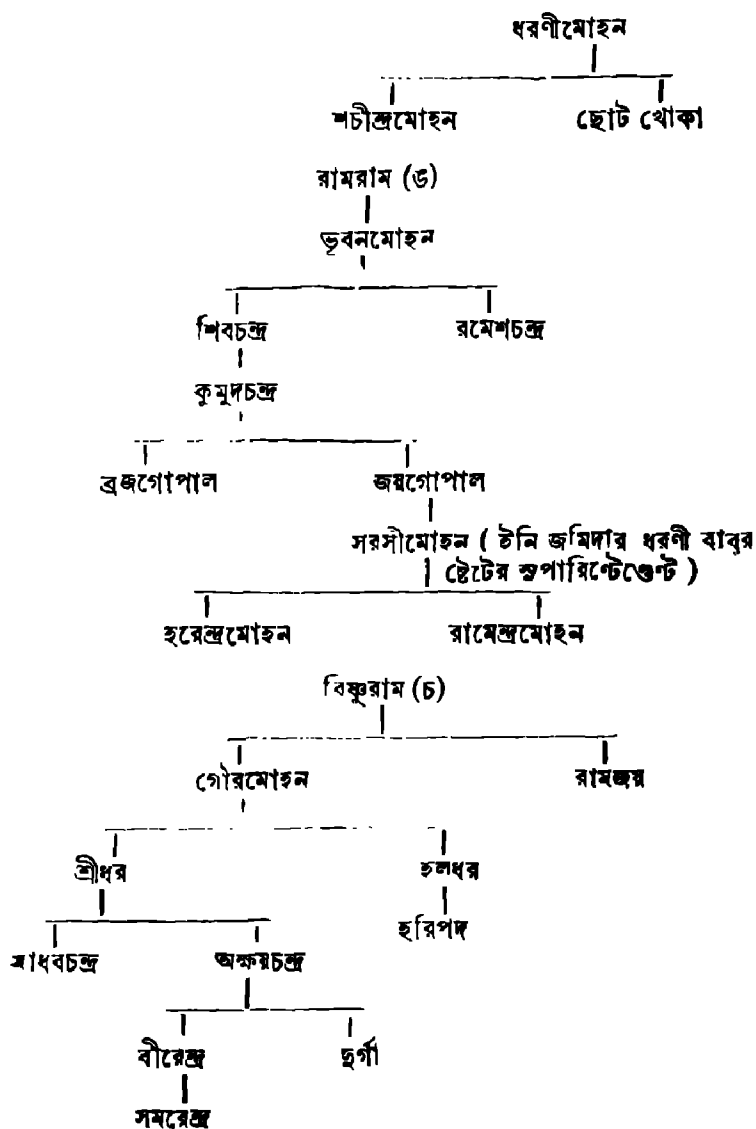 ধরণীমোহন
শচীন্দ্রমোহন ছোট খোকা
রামরাম (ঙ)
ভূবনমোহন
শিবচন্দ্র রমেশচন্দ্র
কুমুদচন্দ্র
ব্রজগোপাল জয়গোপাল
সরসীমোহন ( ইনি জমিদার ধরণী বাবুর
ষ্টেটের সুপারিন্টেণ্ডেণ্ট )
হরেন্দ্রমোহন রামেন্দ্রমোহন
বিষ্ণুরাম (চ)
গৌরমোহন রামজয়
শ্রীধর হলধর
হরিপদ
মাধবচন্দ্র অক্ষয়চন্দ্র
বীরেন্দ্র দুর্গা
সমরেন্দ্র